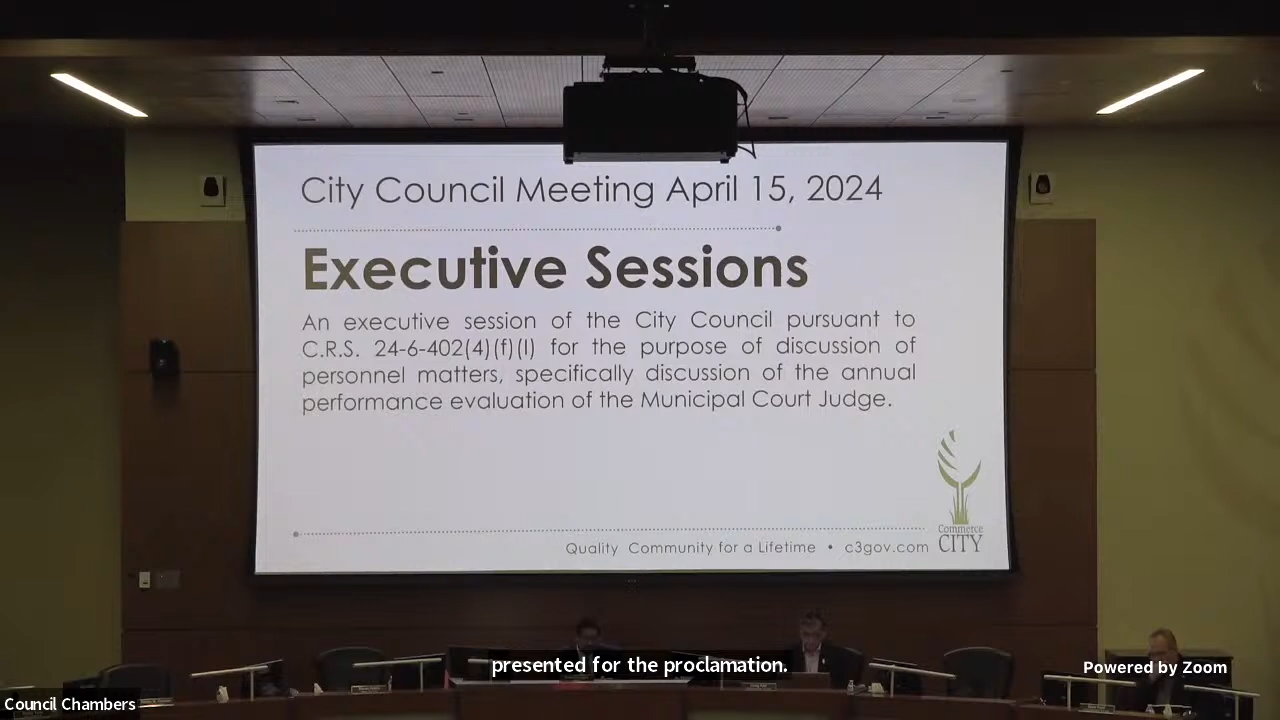 City Council Meeting April 15, 2024
Executive Sessions
An executive session of the City Council pursuant to
C.R.S. 24-6-402(4)(f)(I) for the purpose of discussion of
personnel matters, specifically discussion of the annual
performance evaluation of the Municipal Court Judge.
Commerce
CITY
Quality Community for a Lifetime • c3gov.com
presented for the proclamation.
Powered by Zoom
Council Chambers